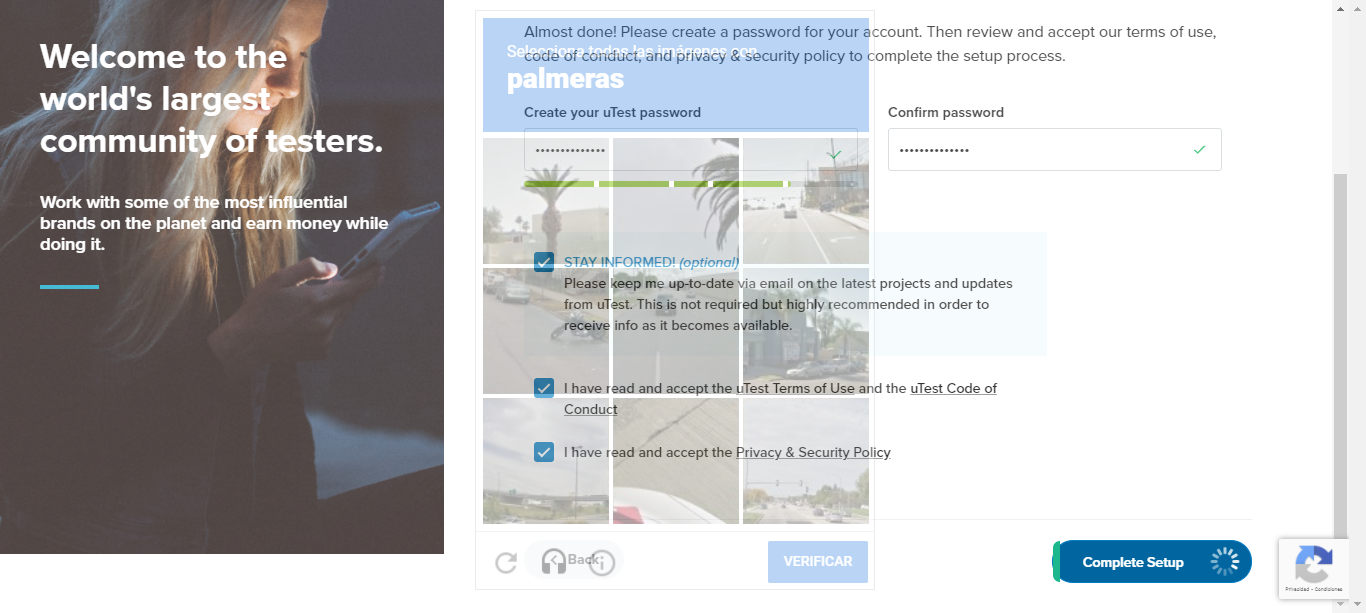 Welcome to the
world's largest
community of testers.
Work with some of the most influential
brands on the planet and earn money while
doing it.
Almost done! Please create a password for your account. Then review and accept our terms of use,
code of conduct, and privacy & security policy to complete the setup process.
Selecciona todas las imágenes con
palmeras
Create your uTest password
Confirm password
STAY INFORMED! (optional)
Please keep me up-to-date via email on the latest projects and updates
from uTest. This is not required but highly recommended in order to
receive info as it becomes available.
I have read and accept the uTest Terms of Use and the uTest Code of
Conduct
I have read and accept the Privacy & Security Policy
Back
VERIFICAR
Complete Setup
Privacidad - Condiciones